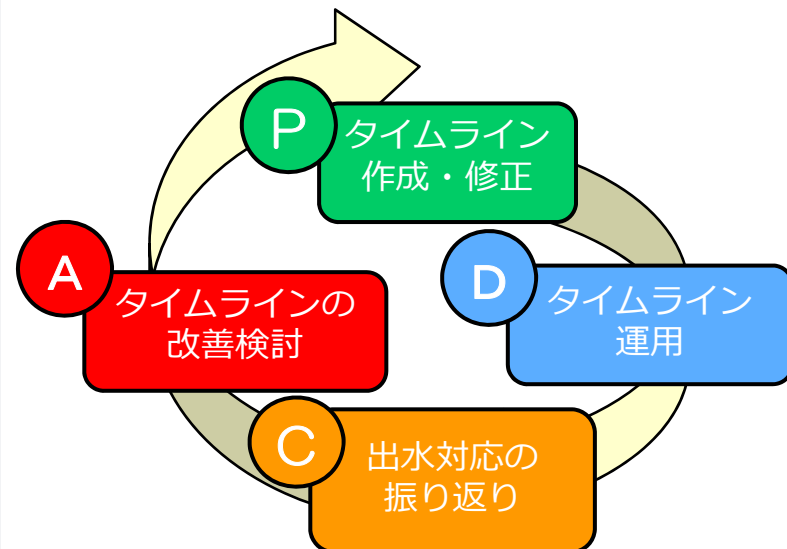 P
タイムライン
作成・修正
D
タイムライン
運用
C
出水対応の
振り返り
A
タイムラインの
改善検討